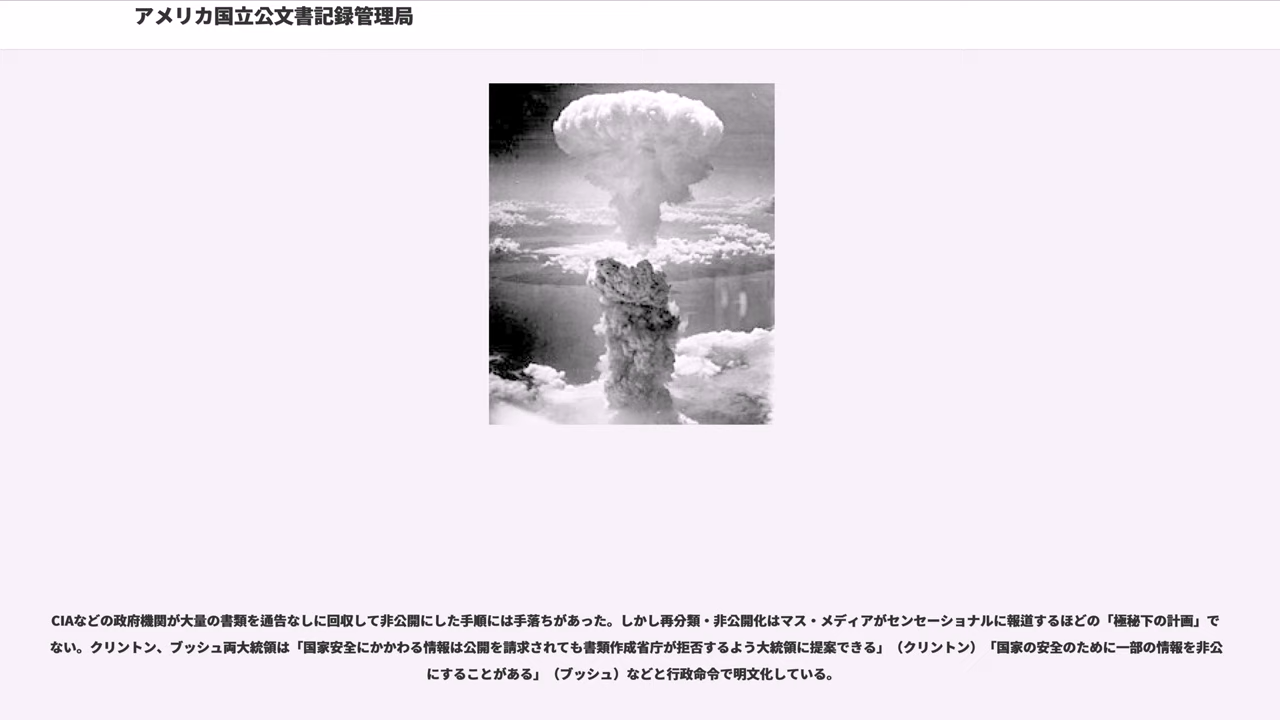 アメリカ国立公文書記録管理局
CIAなどの政府機関が大量の書類を通告なしに回収して非公開にした手順には手落ちがあった。しかし再分類・非公開化はマス・メディアがセンセーショナルに報道するほどの「極秘下の計画」で
ない。クリントン、ブッシュ両大統領は「国家安全にかかわる情報は公開を請求されても書類作成省庁が拒否するよう大統領に提案できる」（クリントン）「国家の安全のために一部の情報を非公
にすることがある」（ブッシュ）などと行政命令で明文化している。